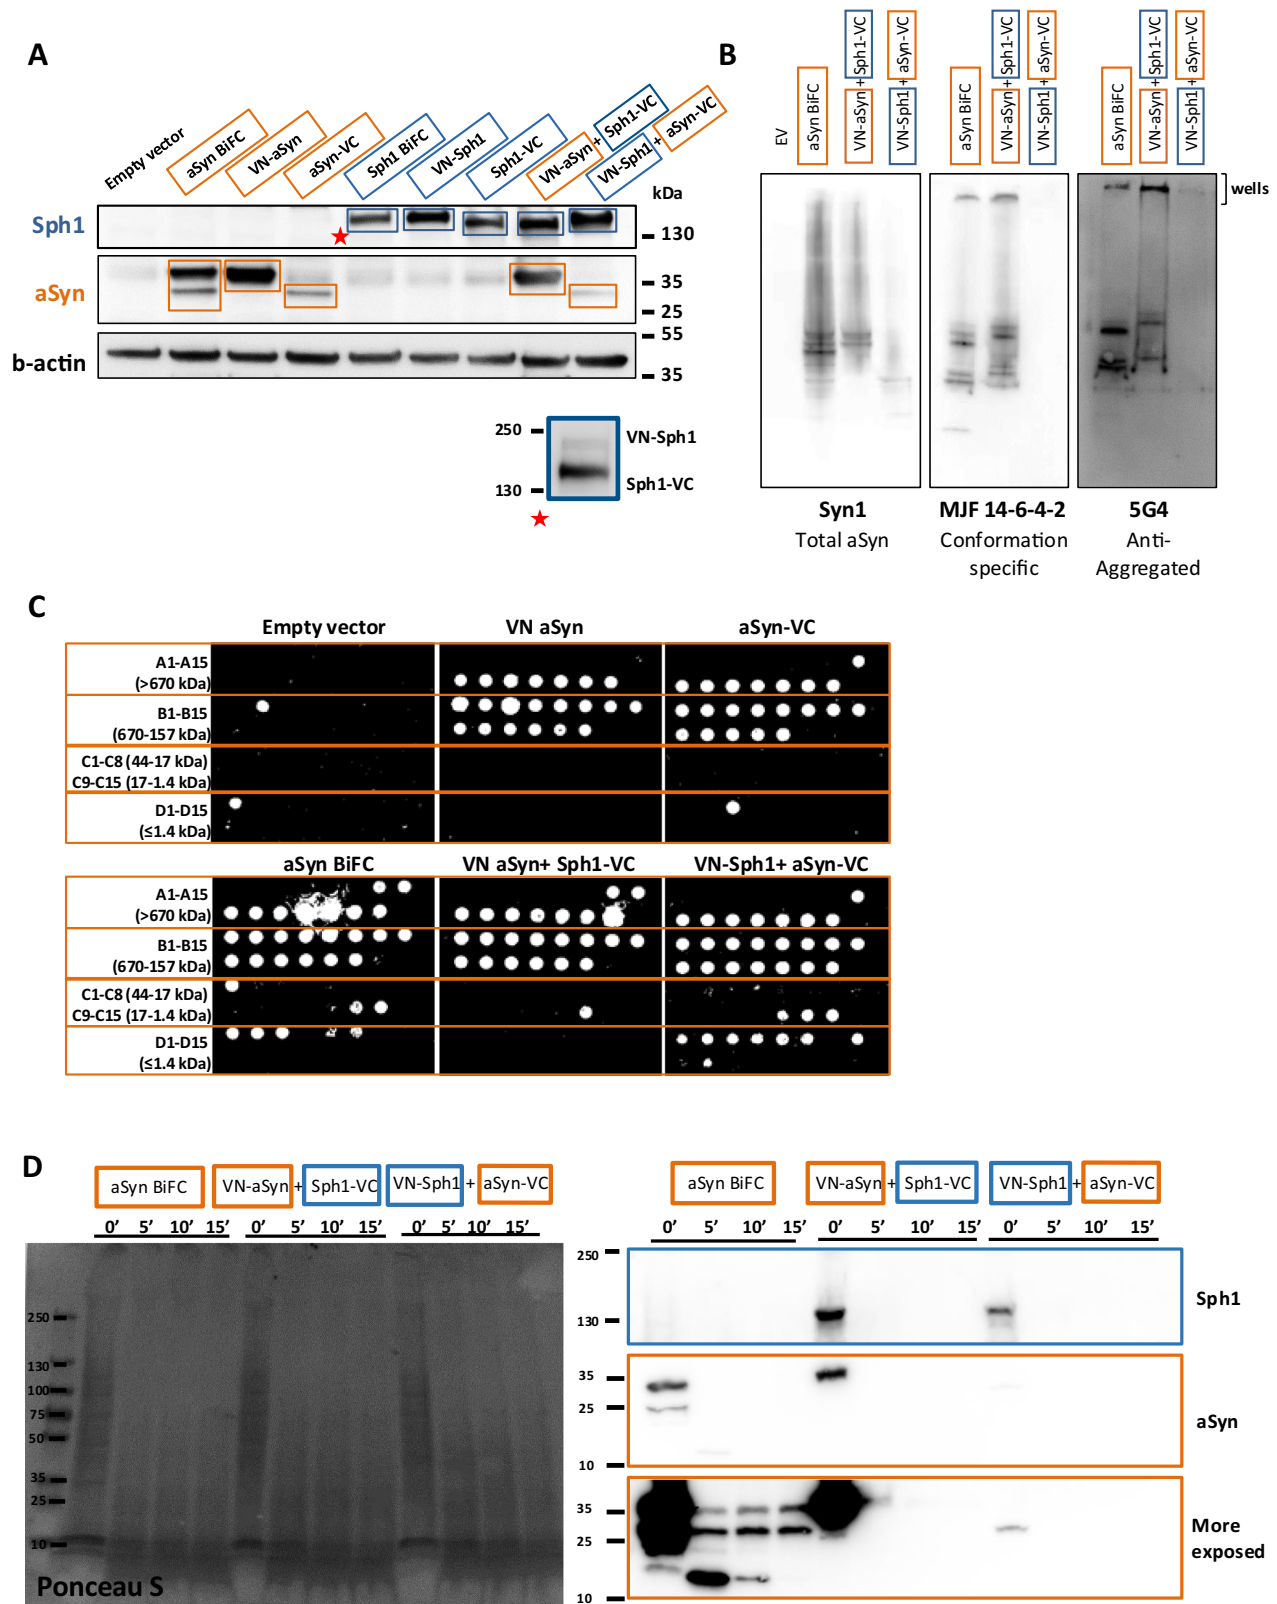 A
Empty vector
aSyn BiFC
VN-aSyn
aSyn-VC
Sph1 BiFC
VN-Sph1
Sph1-VC
VN-aSyn + Sph1-VC
VN-Sph1 + aSyn-VC
kDa
Sph1
130
aSyn
35
25
b-actin
55
35
250
VN-Sph1
130
Sph1-VC
B
EV
aSyn BiFC
VN-aSyn + Sph1-VC
VN-Sph1 + aSyn-VC
aSyn BiFC
VN-aSyn + Sph1-VC
VN-Sph1 + aSyn-VC
aSyn BiFC
VN-aSyn + Sph1-VC
VN-Sph1 + aSyn-VC
wells
Syn1
Total aSyn
MJF 14-6-4-2
Conformation
specific
5G4
Anti-
Aggregated
C
Empty vector VN aSyn aSyn-VC
A1-A15
(>670 kDa)
B1-B15
(670-157 kDa)
C1-C8 (44-17 kDa)
C9-C15 (17-1.4 kDa)
D1-D15
(≤1.4 kDa)
aSyn BiFC VN aSyn+ Sph1-VC VN-Sph1+ aSyn-VC
A1-A15
(>670 kDa)
B1-B15
(670-157 kDa)
C1-C8 (44-17 kDa)
C9-C15 (17-1.4 kDa)
D1-D15
(≤1.4 kDa)
D
aSyn BiFC VN-aSyn + Sph1-VC VN-Sph1 + aSyn-VC
0’ 5’ 10’ 15’ 0’ 5’ 10’ 15’ 0’ 5’ 10’ 15’
250
130
100
75
50
35
25
10
Ponceau S
aSyn BiFC VN-aSyn + Sph1-VC VN-Sph1 + aSyn-VC
0’ 5’ 10’ 15’ 0’ 5’ 10’ 15’ 0’ 5’ 10’ 15’
250
Sph1
130
35
25
aSyn
10
35
More
exposed
25
10